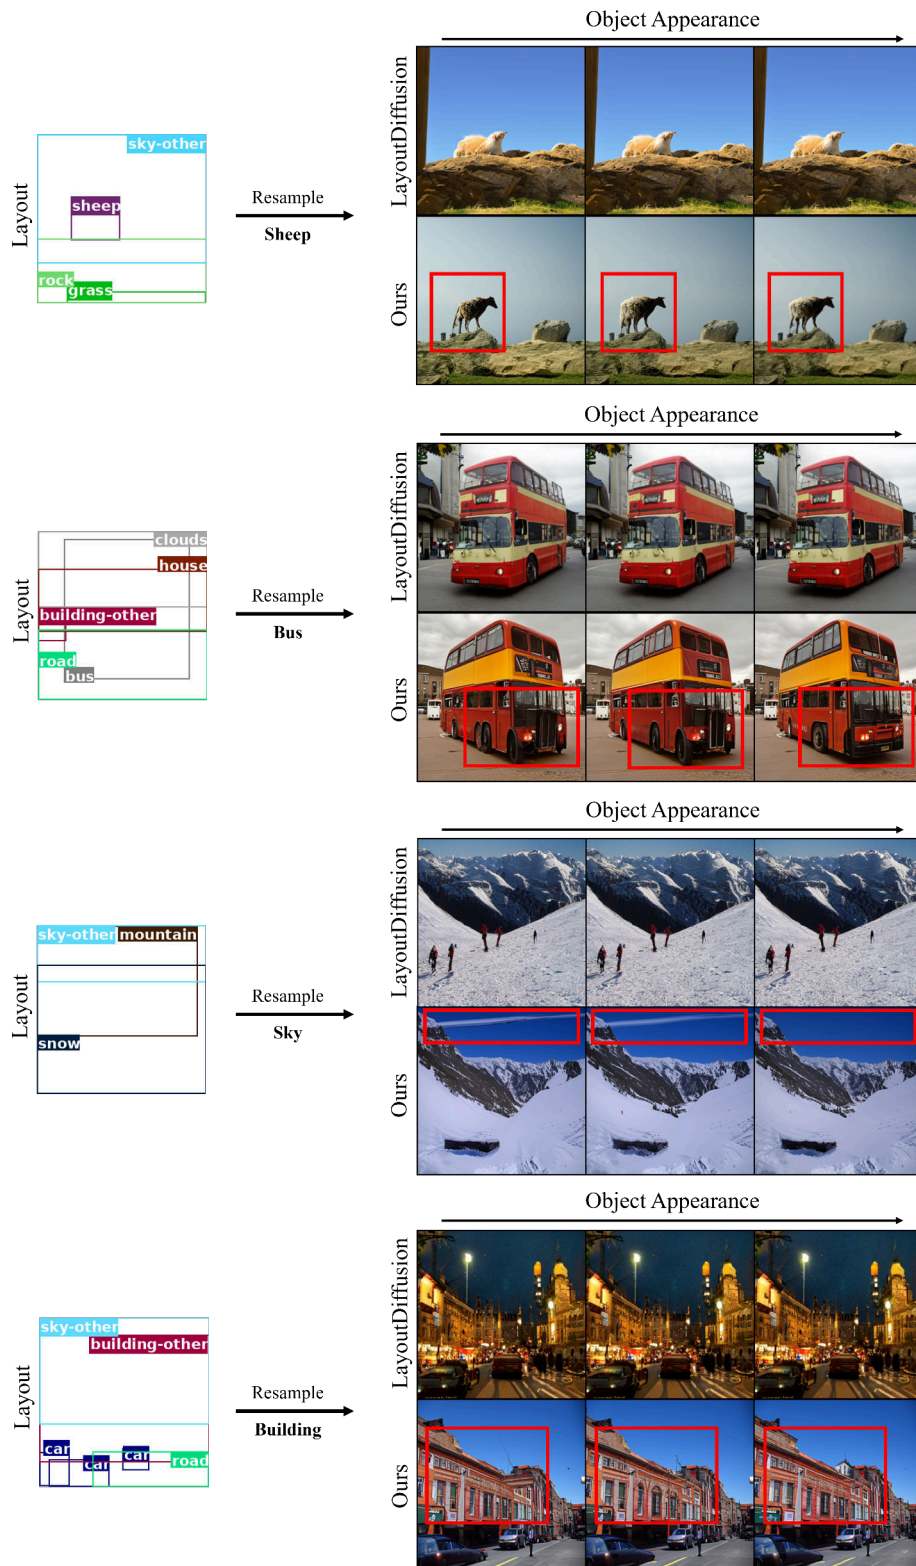 Object Appearance
Layout
sky-other
sheep
rock
grass
Resample
Sheep
LayoutDiffusion
Ours
Object Appearance
Layout
clouds
house
building-other
road
bus
Resample
Bus
LayoutDiffusion
Ours
Object Appearance
Layout
sky-other
mountain
snow
Resample
Sky
LayoutDiffusion
Ours
Object Appearance
Layout
sky-other
building-other
car
car
car
road
Resample
Building
LayoutDiffusion
Ours